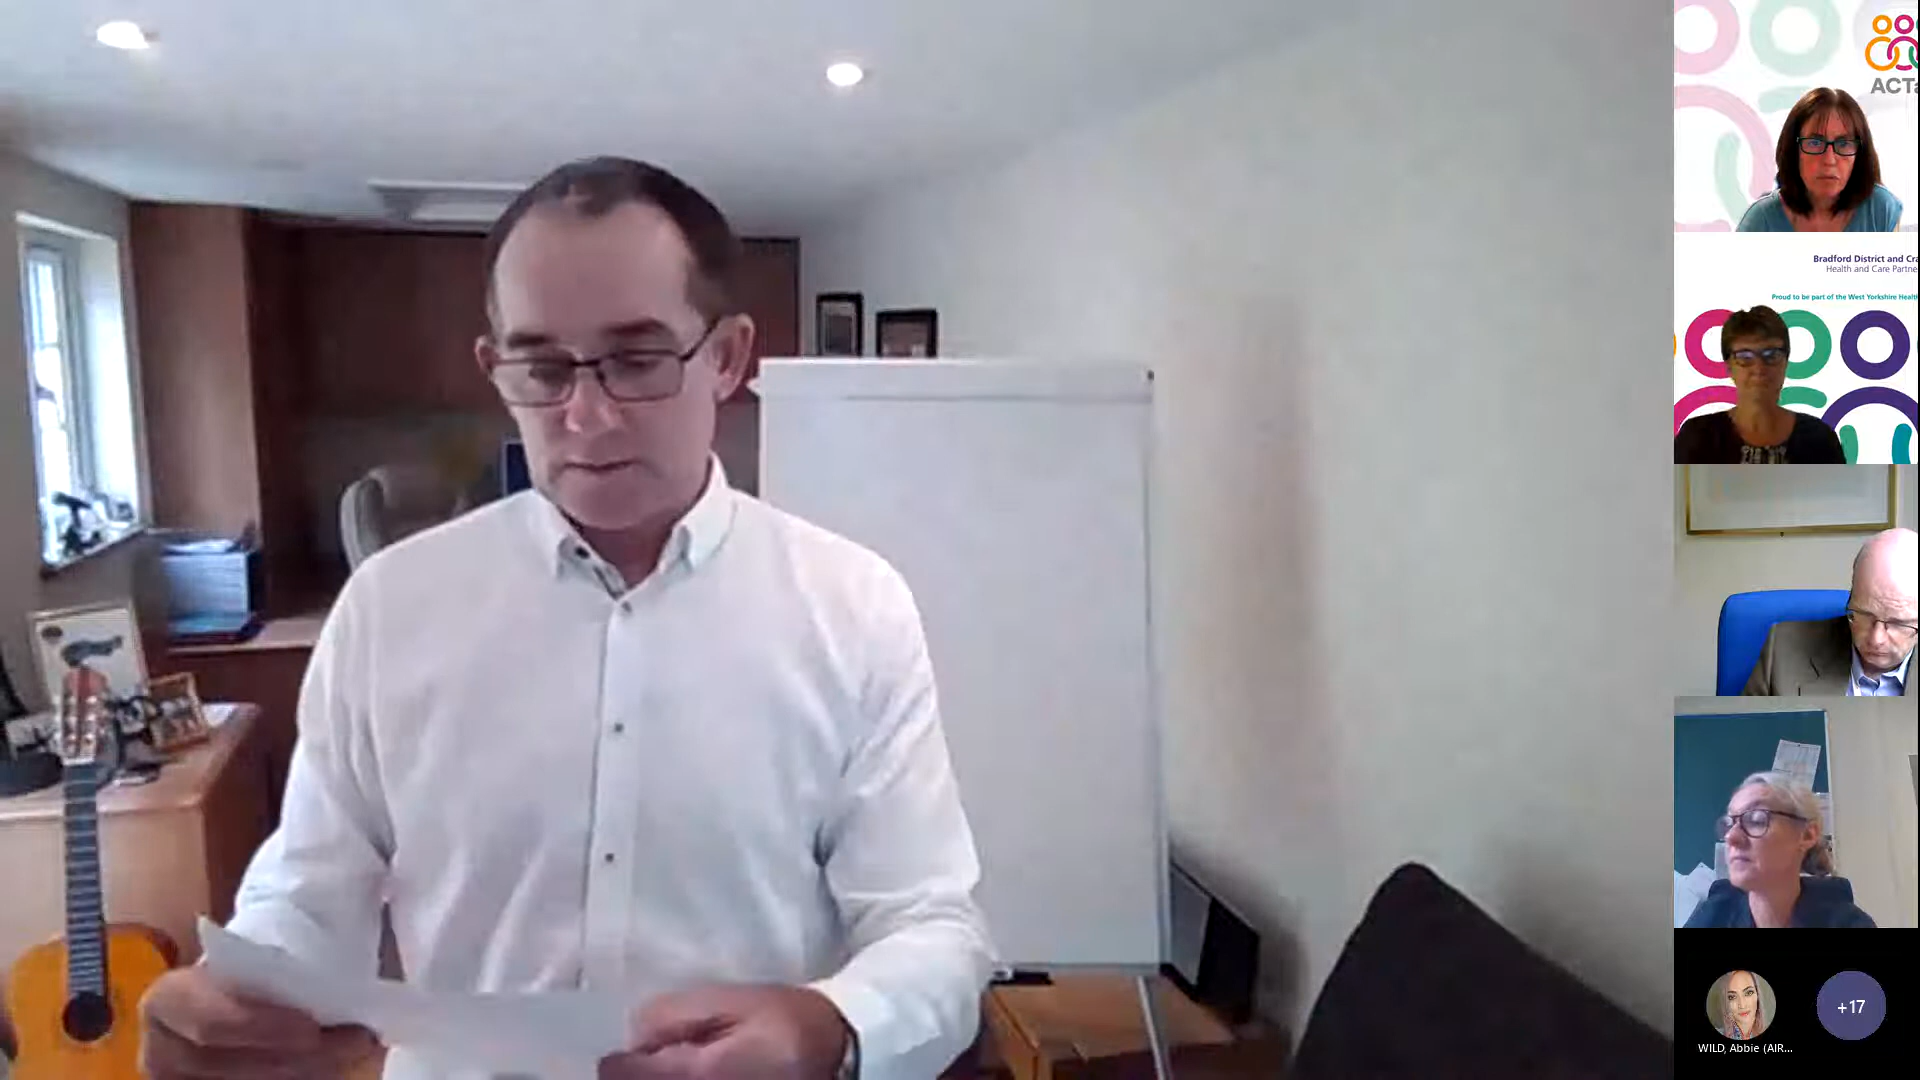 ACTa
Bradford District and Cra
Health and Care Partne
Proud to be part of the West Yorkshire Health
WILD, Abbie (AIR...
+17